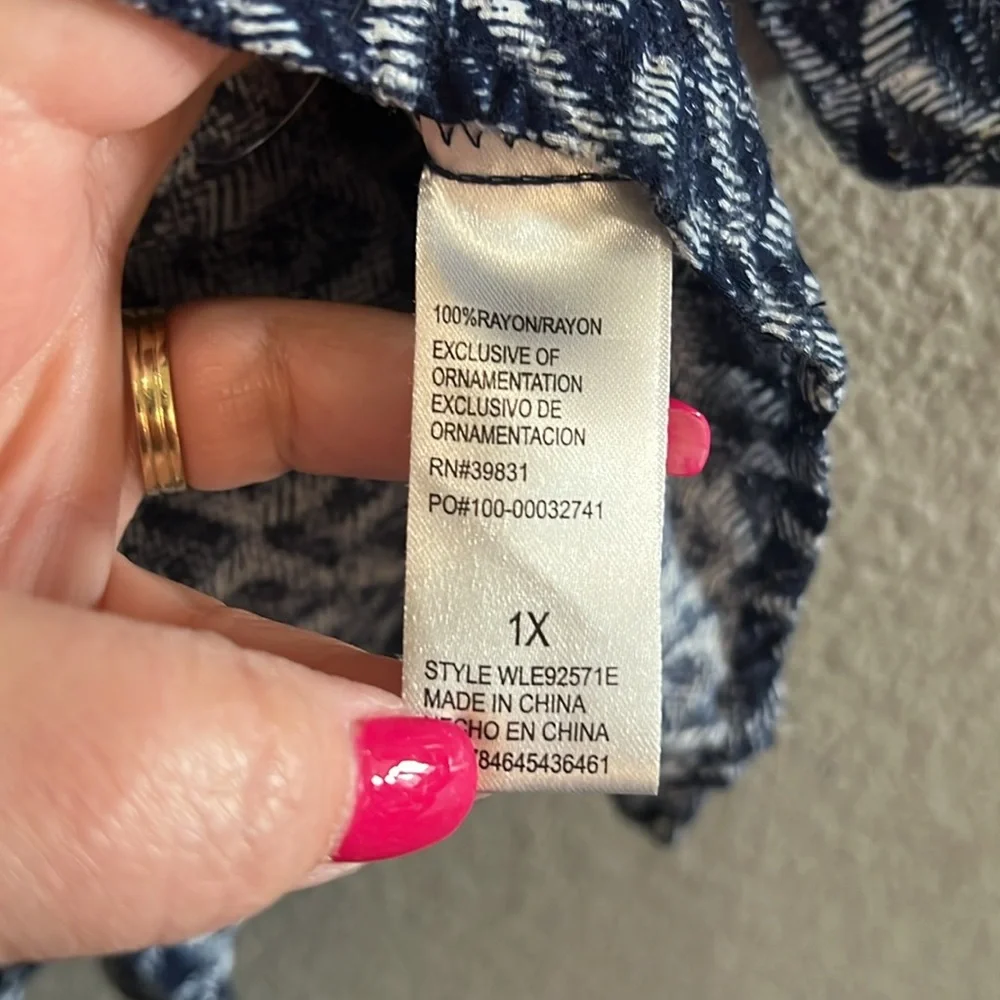 100%RAYON/RAYON
EXCLUSIVE OF
ORNAMENTATION
EXCLUSIVO DE
ORNAMENTACION
RN#39831
PO#100-00032741
1X
STYLE WLE92571E
MADE IN CHINA
EN CHINA